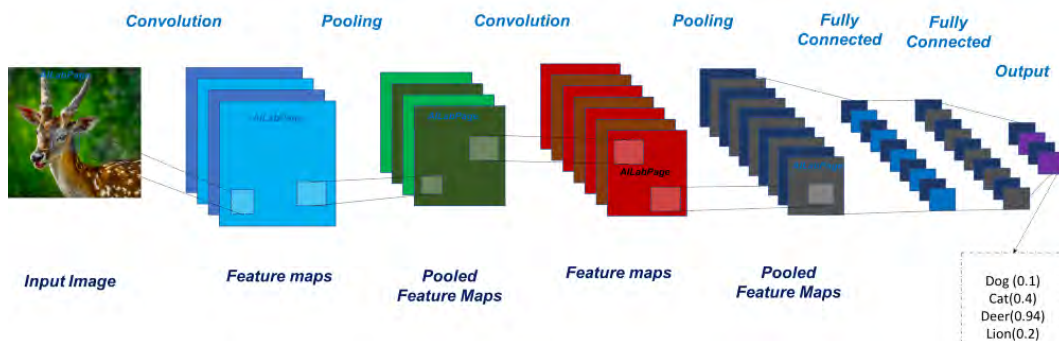 Convolution
Pooling
Convolution
Pooling
Fully
Connected
Fully
Connected
Output
AILabPage
AILabPage
AILabPage
AILabPage
AILabPage
Input Image
Feature maps
Pooled
Feature Maps
Feature maps
Pooled
Feature Maps
Dog (0.1)
Cat(0.4)
Deer(0.94)
Lion(0.2)